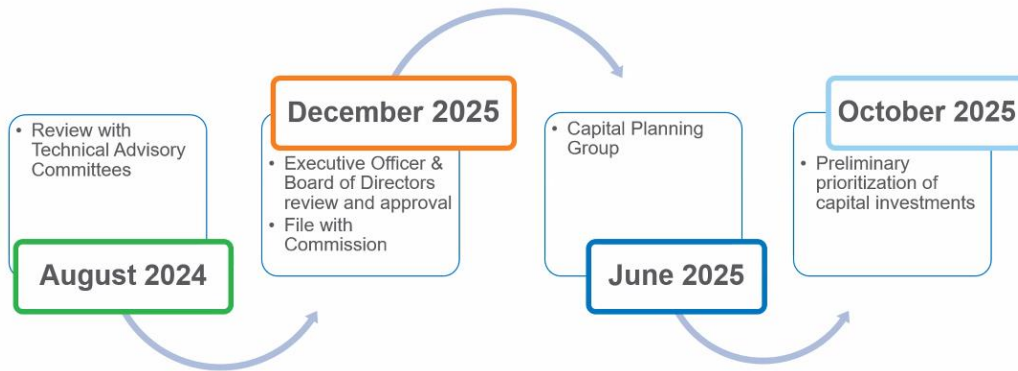 • Review with
Technical Advisory
Committees
August 2024
December 2025
• Executive Officer &
Board of Directors
review and approval
• File with
Commission
• Capital Planning
Group
June 2025
October 2025
• Preliminary
prioritization of
capital investments